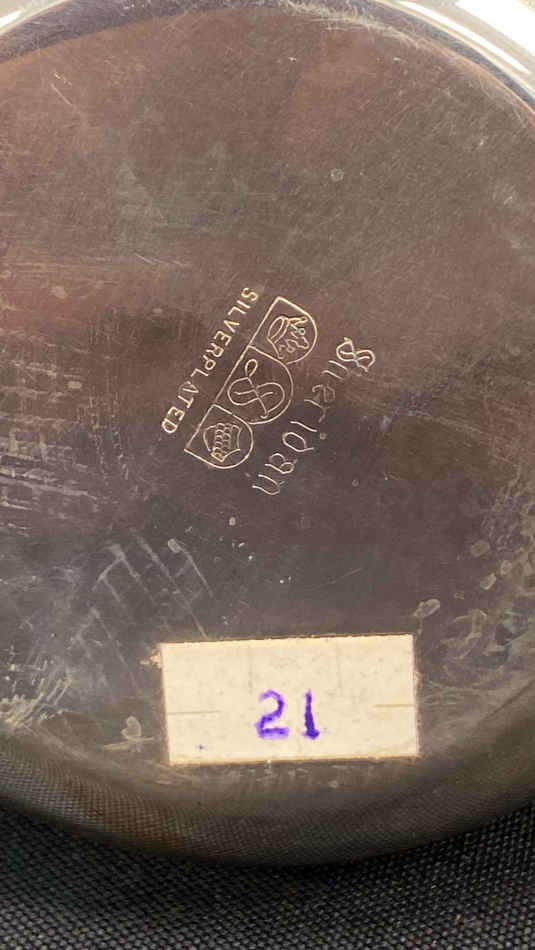 Sheridan
S
SILVERPLATED
21